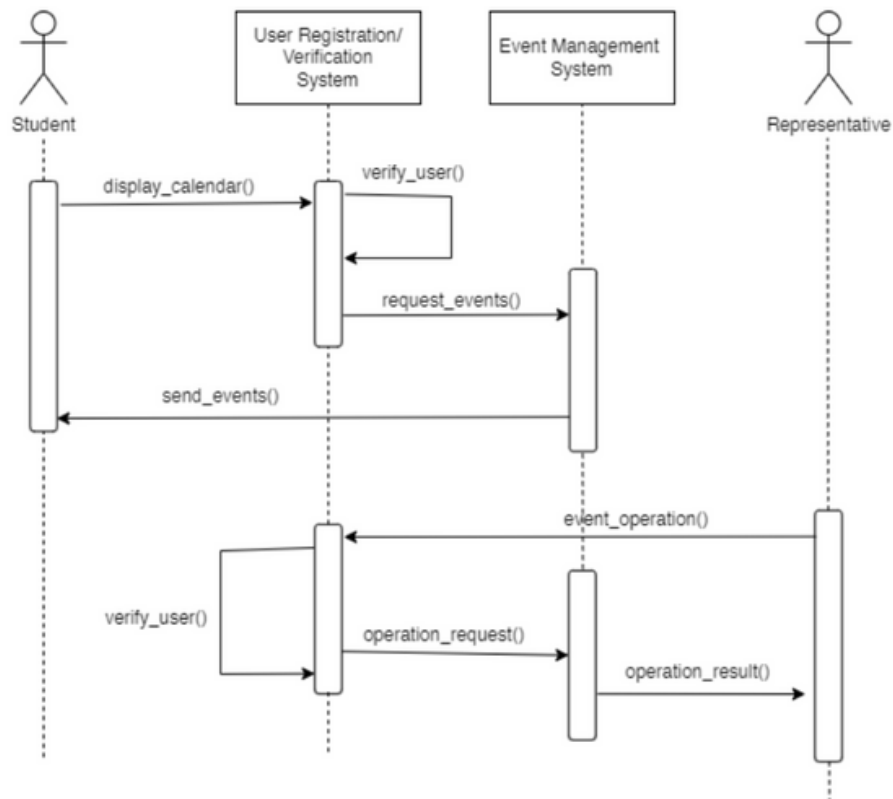 User Registration/
Verification
System
Event Management
System
Student
Representative
display_calendar()
verify_user()
request_events()
send_events()
event_operation()
verify_user()
operation_request()
operation_result()